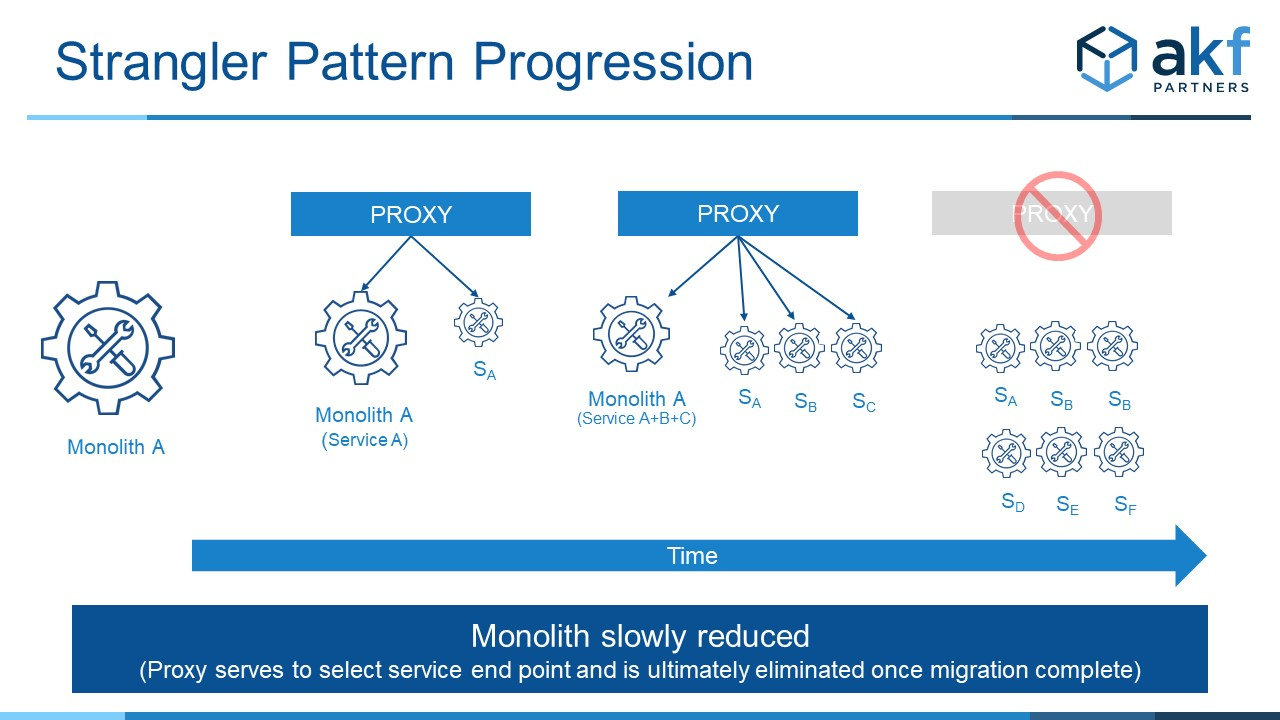 Strangler Pattern Progression
akf
PARTNERS
PROXY
PROXY
PROXY
Monolith A
Monolith A
(Service A)
SA
Monolith A
(Service A+B+C)
SA
SB
SC
SA
SB
SB
SD
SE
SF
Time
Monolith slowly reduced
(Proxy serves to select service end point and is ultimately eliminated once migration complete)